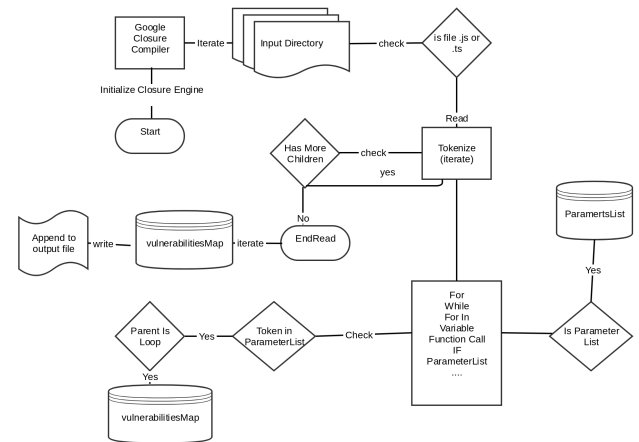 Google
Closure
Compiler
Iterate
Input Directory
check
is file .js or
.ts
Initialize Closure Engine
Start
Read
Has More
Children
check
Tokenize
(iterate)
yes
No
EndRead
ParamertsList
Append to
output file
write
vulnerabilitiesMap
iterate
Yes
For
While
For In
Variable
Function Call
IF
ParameterList
....
Is Parameter
List
Check
Token in
ParameterList
Yes
Parent Is
Loop
Yes
vulnerabilitiesMap